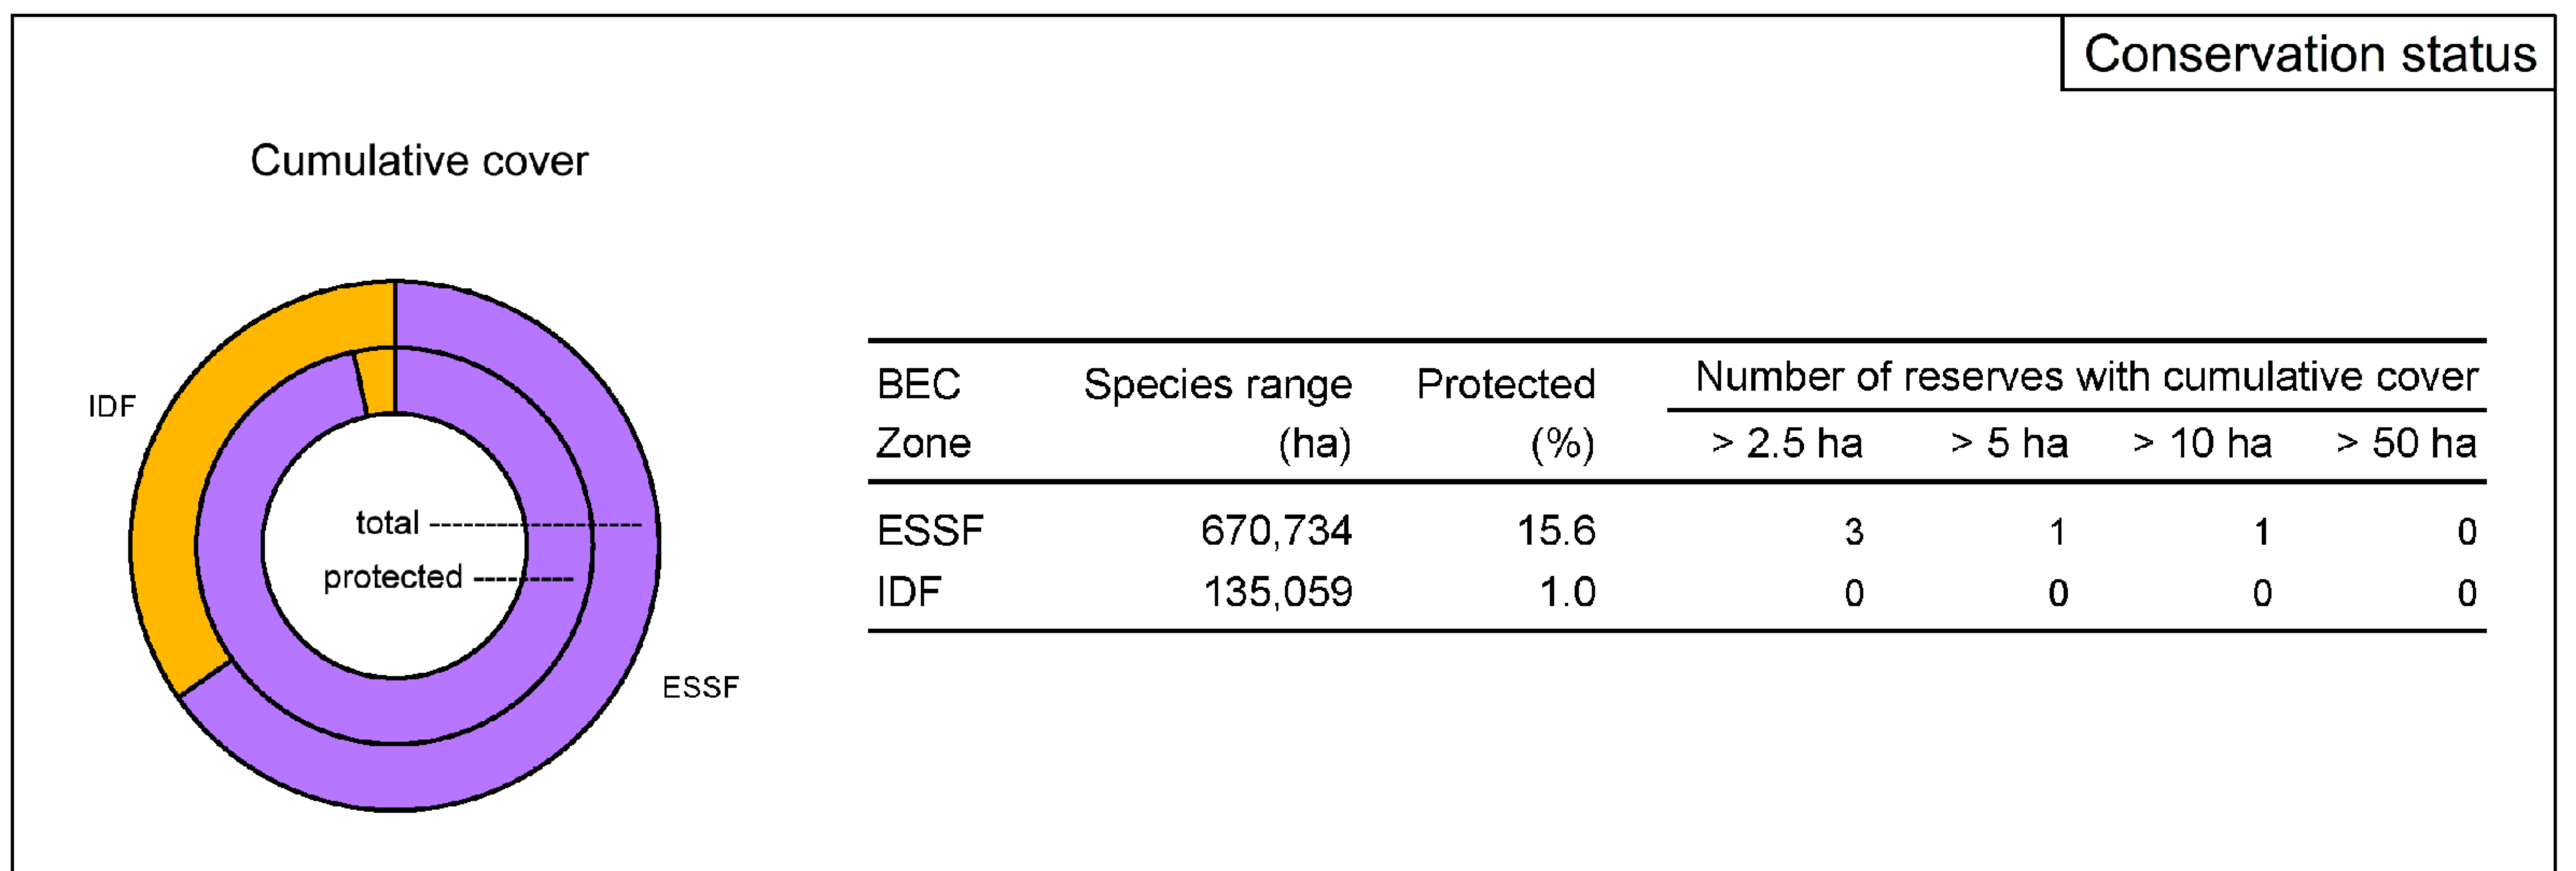 Conservation status
Cumulative cover
IDF
total
protected
ESSF
BEC Species range Protected Number of reserves with cumulative cover
Zone (ha) (%) > 2.5 ha > 5 ha > 10 ha > 50 ha
ESSF 670,734 15.6 3 1 1 0
IDF 135,059 1.0 0 0 0 0